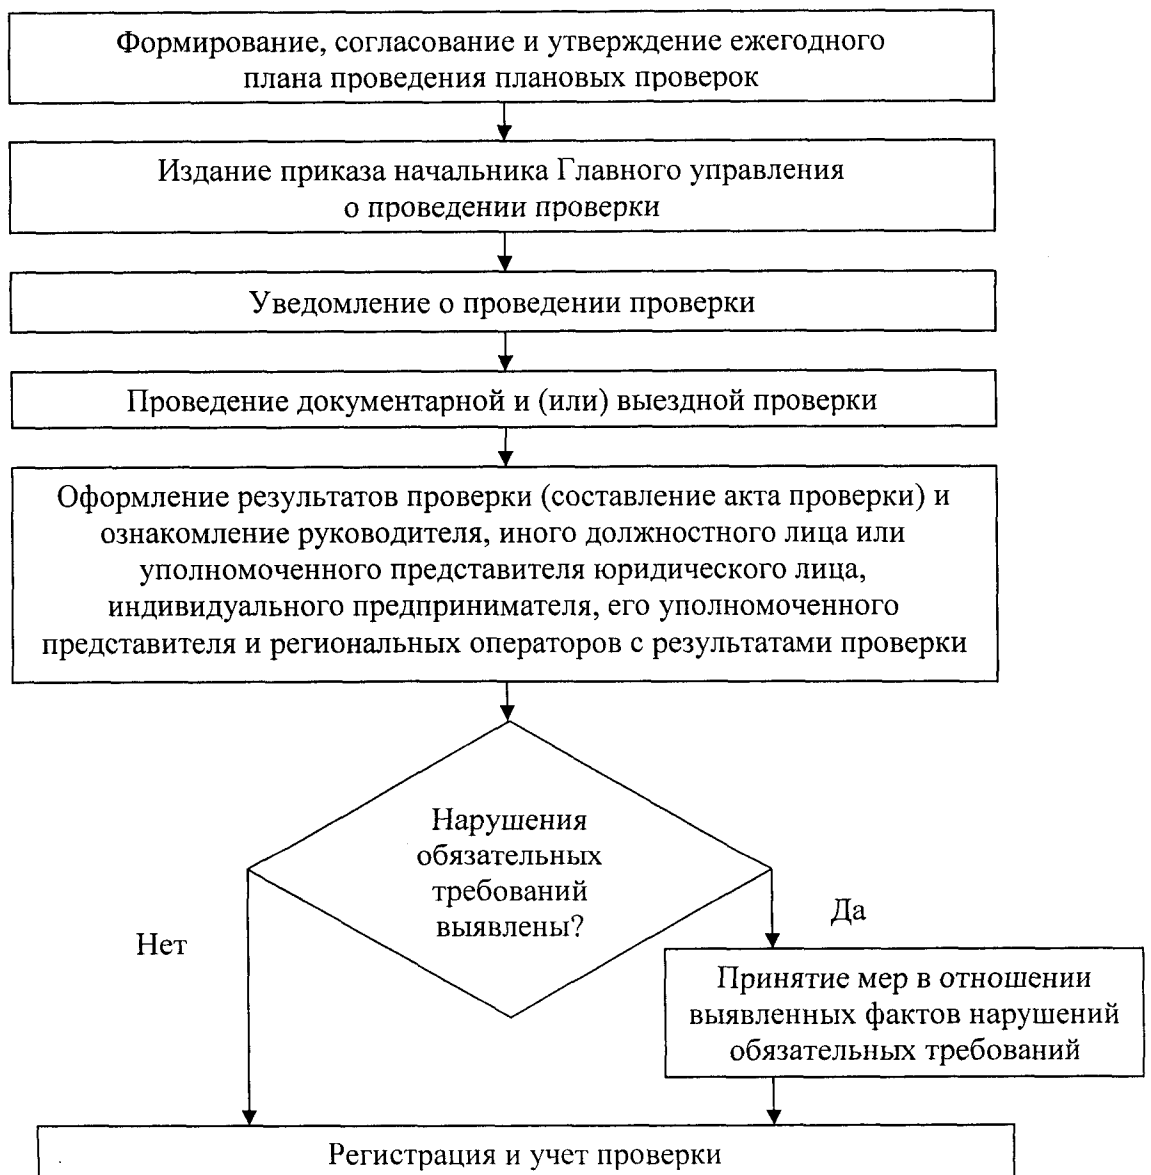 Формирование, согласование и утверждение ежегодного
плана проведения плановых проверок
Издание приказа начальника Главного управления
о проведении проверки
Уведомление о проведении проверки
Проведение документарной и (или) выездной проверки
Оформление результатов проверки (составление акта проверки) и
ознакомление руководителя, иного должностного лица или
уполномоченного представителя юридического лица,
индивидуального предпринимателя, его уполномоченного
представителя и региональных операторов с результатами проверки
Нарушения
обязательных
требований
выявлены?
Нет
Да
Принятие мер в отношении
выявленных фактов нарушений
обязательных требований
Регистрация и учет проверки